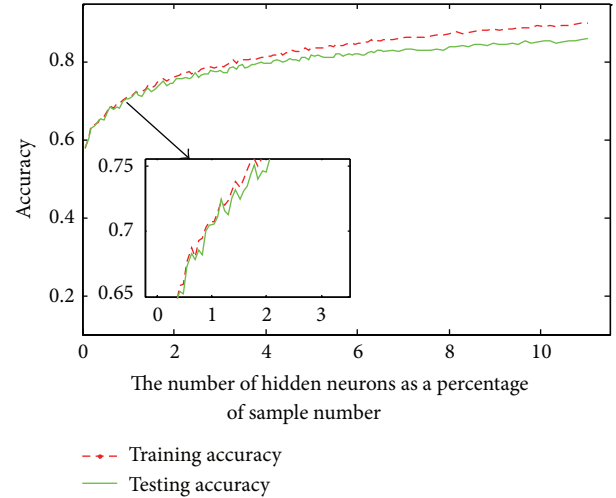 0.8
0.6
0.4
0.2
Accuracy
0.75
0.7
0.65
0 1 2 3
0 2 4 6 8 10
The number of hidden neurons as a percentage
of sample number
Training accuracy
Testing accuracy